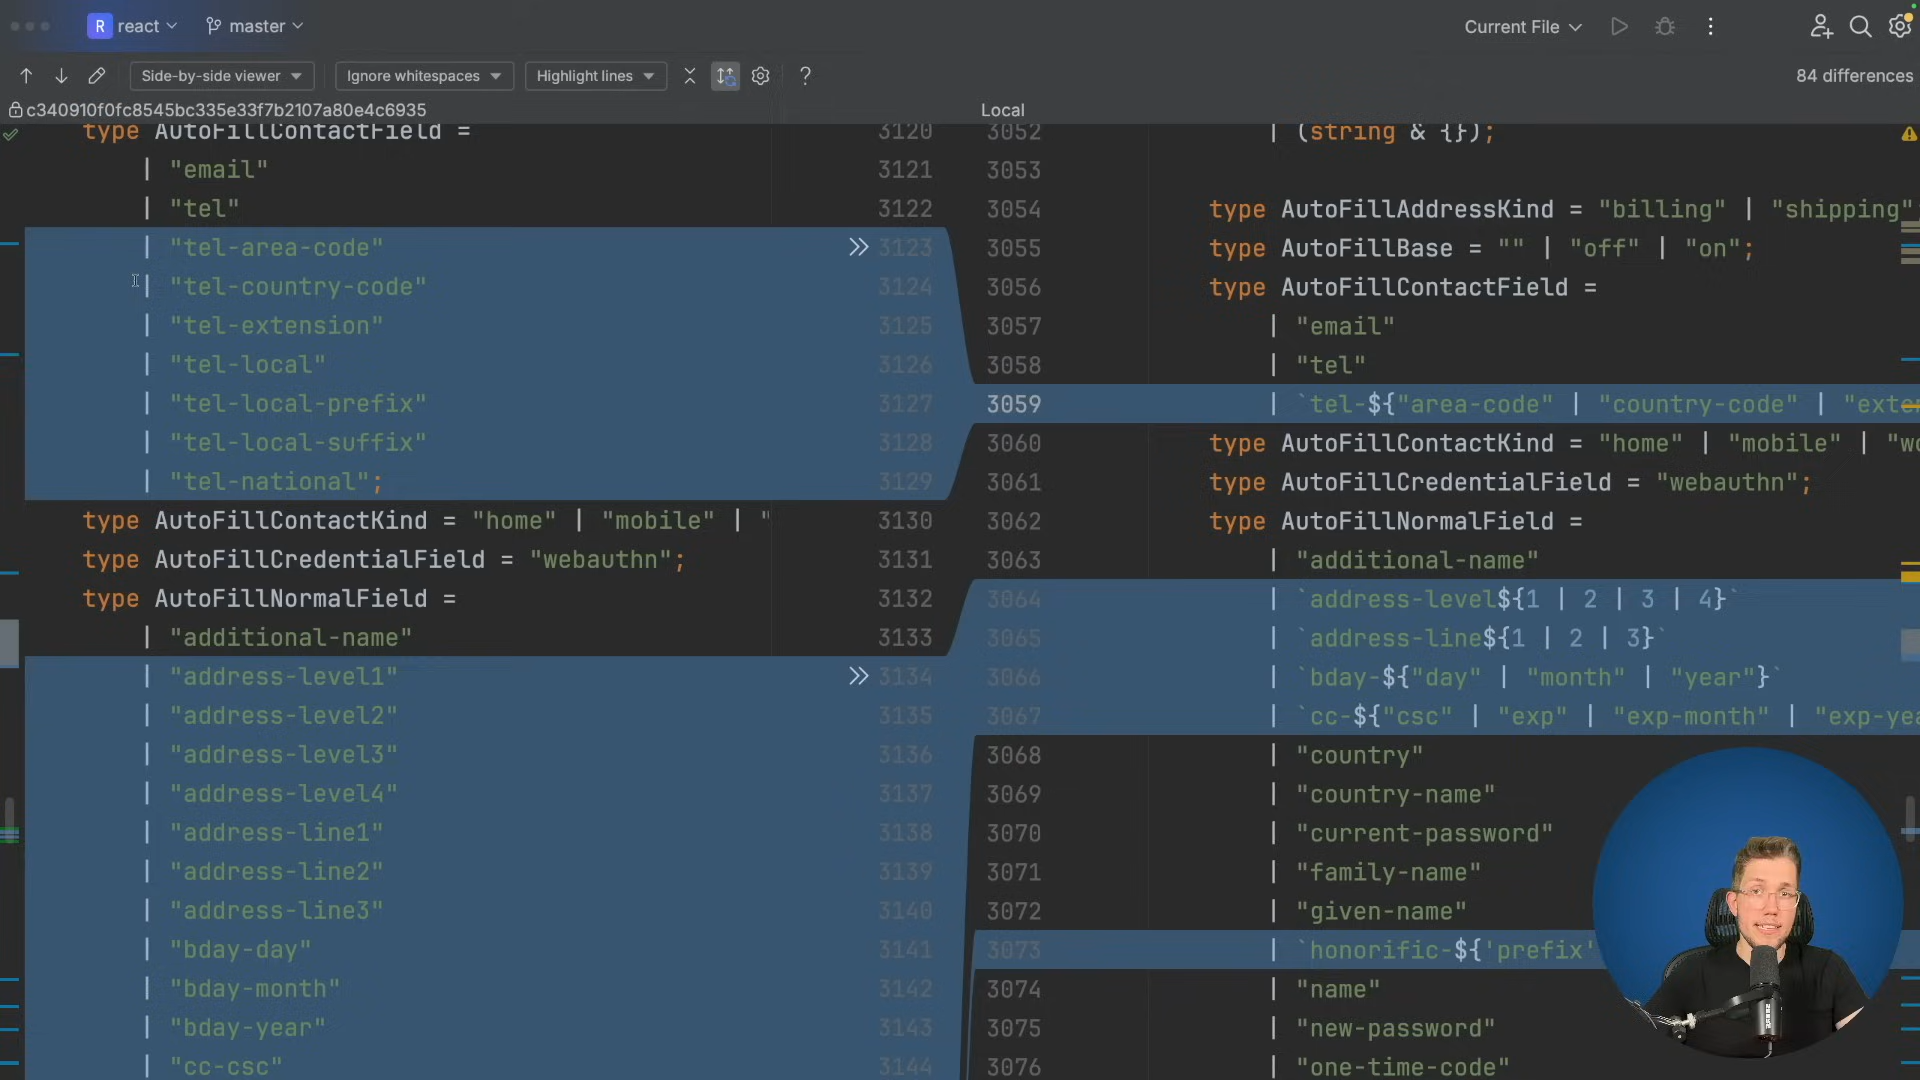 R react master Current File
Side-by-side viewer Ignore whitespaces Highlight lines ? 84 differences
c340910f0fc8545bc335e33f7b2107a80e4c6935
type AutoFillContactField = 3120
| "email" 3121
| "tel" 3122
| "tel-area-code" 3123
| "tel-country-code" 3124
| "tel-extension" 3125
| "tel-local" 3126
| "tel-local-prefix" 3127
| "tel-local-suffix" 3128
| "tel-national"; 3129
type AutoFillContactKind = "home" | "mobile" | " 3130
type AutoFillCredentialField = "webauthn"; 3131
type AutoFillNormalField = 3132
| "additional-name" 3133
| "address-level1" 3134
| "address-level2" 3135
| "address-level3" 3136
| "address-level4" 3137
| "address-line1" 3138
| "address-line2" 3139
| "address-line3" 3140
| "bday-day" 3141
| "bday-month" 3142
| "bday-year" 3143
| "cc-csc" 3144
Local
3052 | (string & {});
3053
3054 type AutoFillAddressKind = "billing" | "shipping"
3055 type AutoFillBase = "" | "off" | "on";
3056 type AutoFillContactField =
3057 | "email"
3058 | "tel"
3059 | `tel-${"area-code" | "country-code" | "exte
3060 type AutoFillContactKind = "home" | "mobile" | "wo
3061 type AutoFillCredentialField = "webauthn";
3062 type AutoFillNormalField =
3063 | "additional-name"
3064 | `address-level${1 | 2 | 3 | 4}`
3065 | `address-line${1 | 2 | 3}`
3066 | `bday-${"day" | "month" | "year"}`
3067 | `cc-${"csc" | "exp" | "exp-month" | "exp-yea
3068 | "country"
3069 | "country-name"
3070 | "current-password"
3071 | "family-name"
3072 | "given-name"
3073 | `honorific-${'prefix'
3074 | "name"
3075 | "new-password"
3076 | "one-time-code"